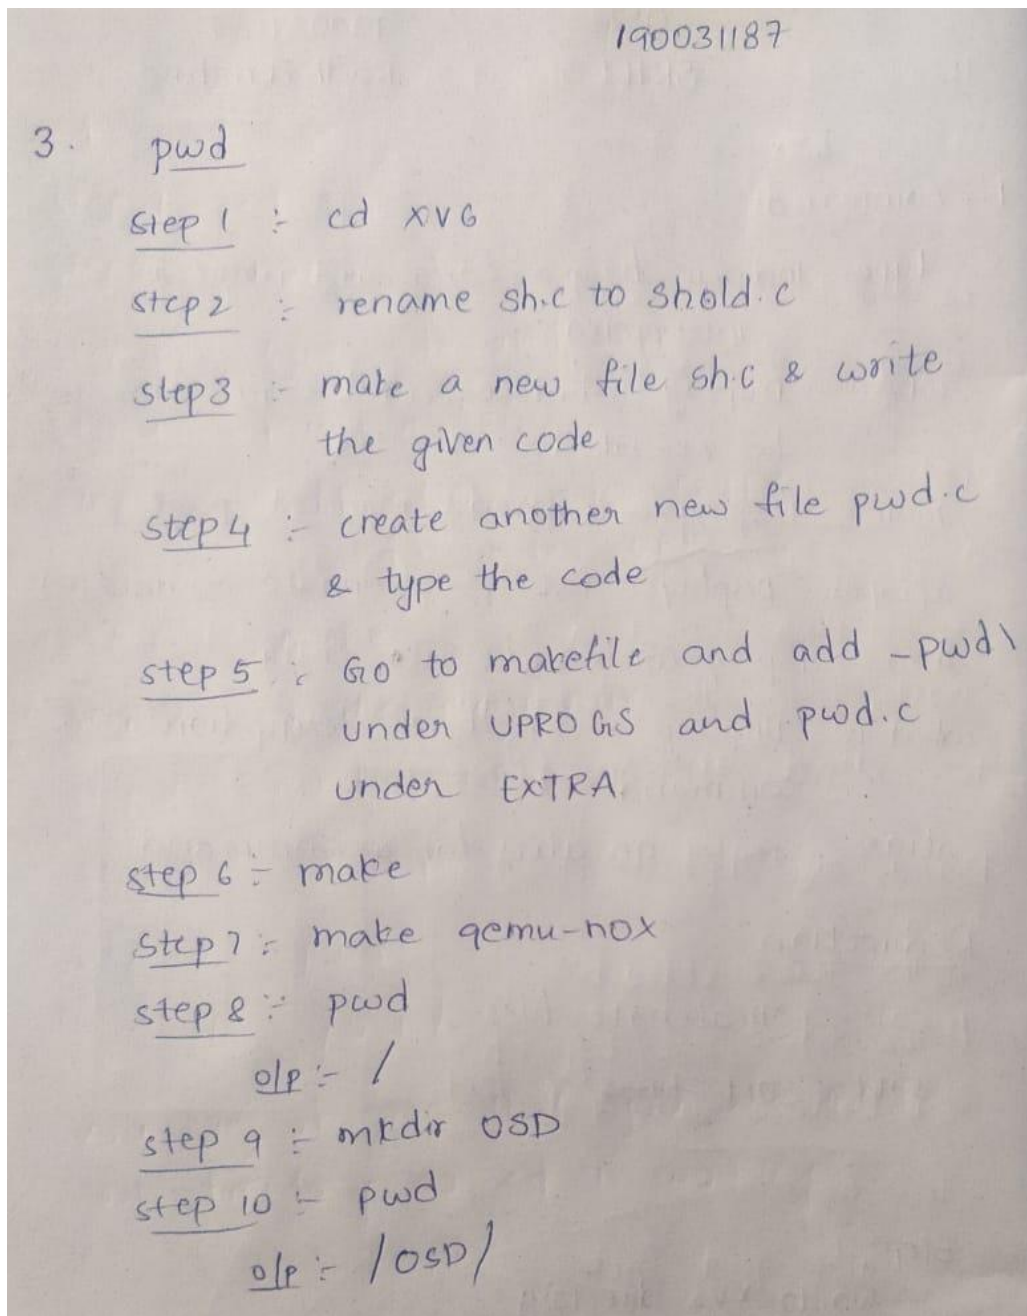 190031187
3. pwd
Step 1 :- cd xv6
step 2 :- rename sh.c to shold.c
step 3 :- make a new file sh.c & write
the given code
step 4 :- create another new file pwd.c
& type the code
step 5 :- Go to makefile and add _pwd\
under UPROGS and pwd.c
under EXTRA.
step 6 :- make
step 7 :- make qemu-nox
step 8 :- pwd
o/p :- /
step 9 :- mkdir OSD
step 10 :- pwd
o/p :- /OSD/